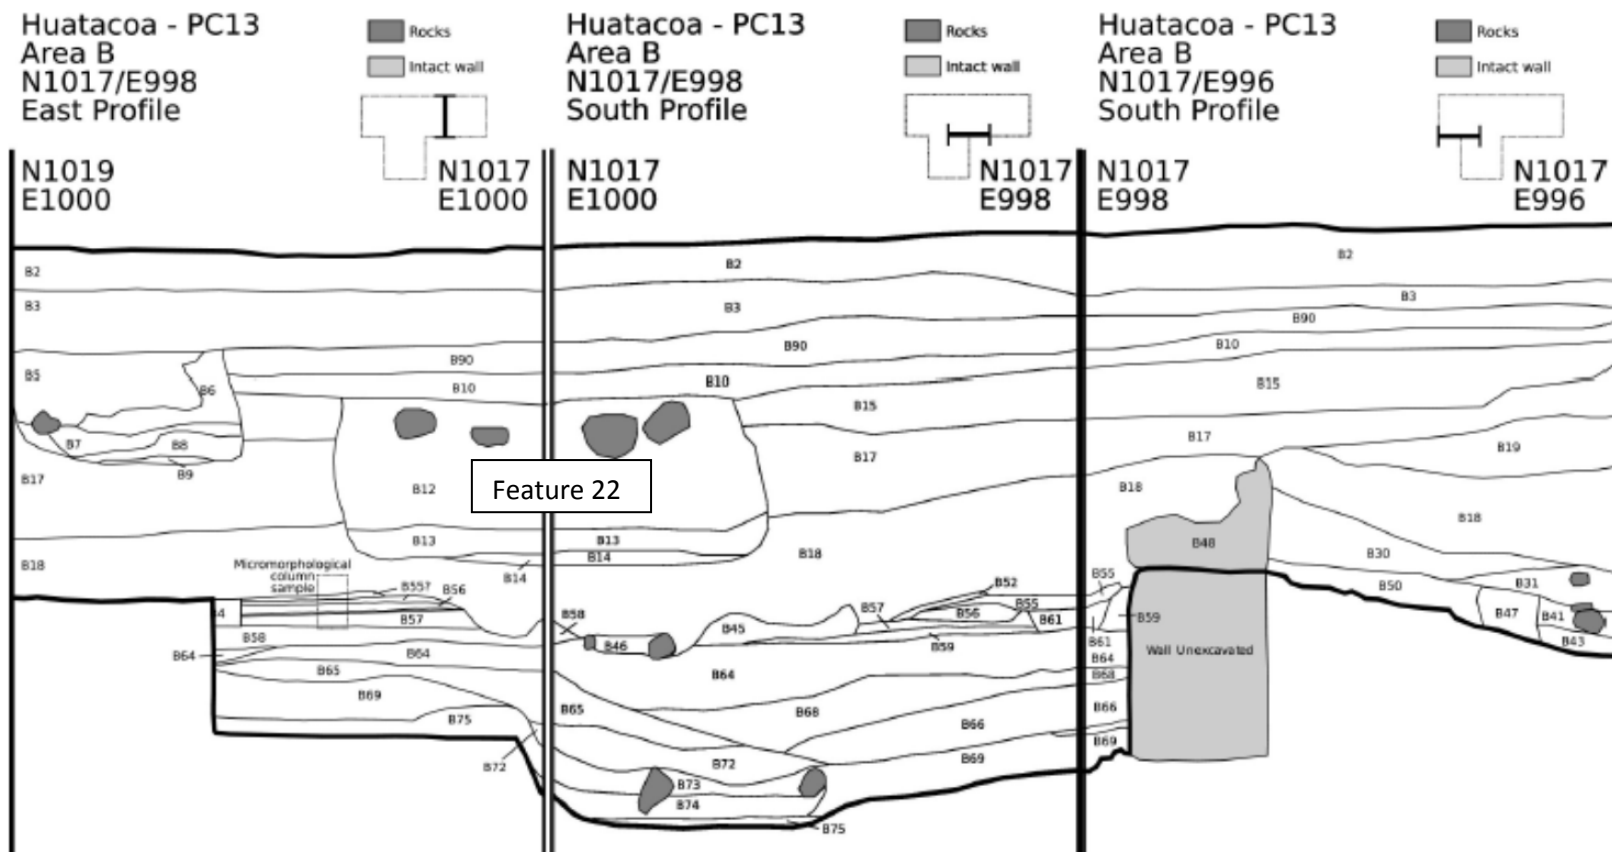 Huatacoa - PC13
Area B
N1017/E998
East Profile
Rocks
Intact wall
N1019
E1000
N1017
E1000
Huatacoa - PC13
Area B
N1017/E998
South Profile
Rocks
Intact wall
N1017
E1000
N1017
E998
Huatacoa - PC13
Area B
N1017/E996
South Profile
Rocks
Intact wall
N1017
E998
N1017
E996
B2
B3
B90
B5
B6
B10
B7
B8
B9
B17
B12
B13
B18
B14
Micromorphological
column
sample
B55?
B56
B57
B58
B64
B64
B65
B69
B75
B72
Feature 22
B2
B3
B90
B10
B15
B17
B13
B14
B18
B52
B58
B57
B55
B56
B45
B61
B46
B59
B64
B65
B68
B66
B72
B69
B73
B74
B75
B2
B3
B90
B10
B15
B17
B19
B18
B18
B48
B30
B55
B50
B31
B59
B47
B41
B61
B43
B64
Wall Unexcavated
B68
B66
B69